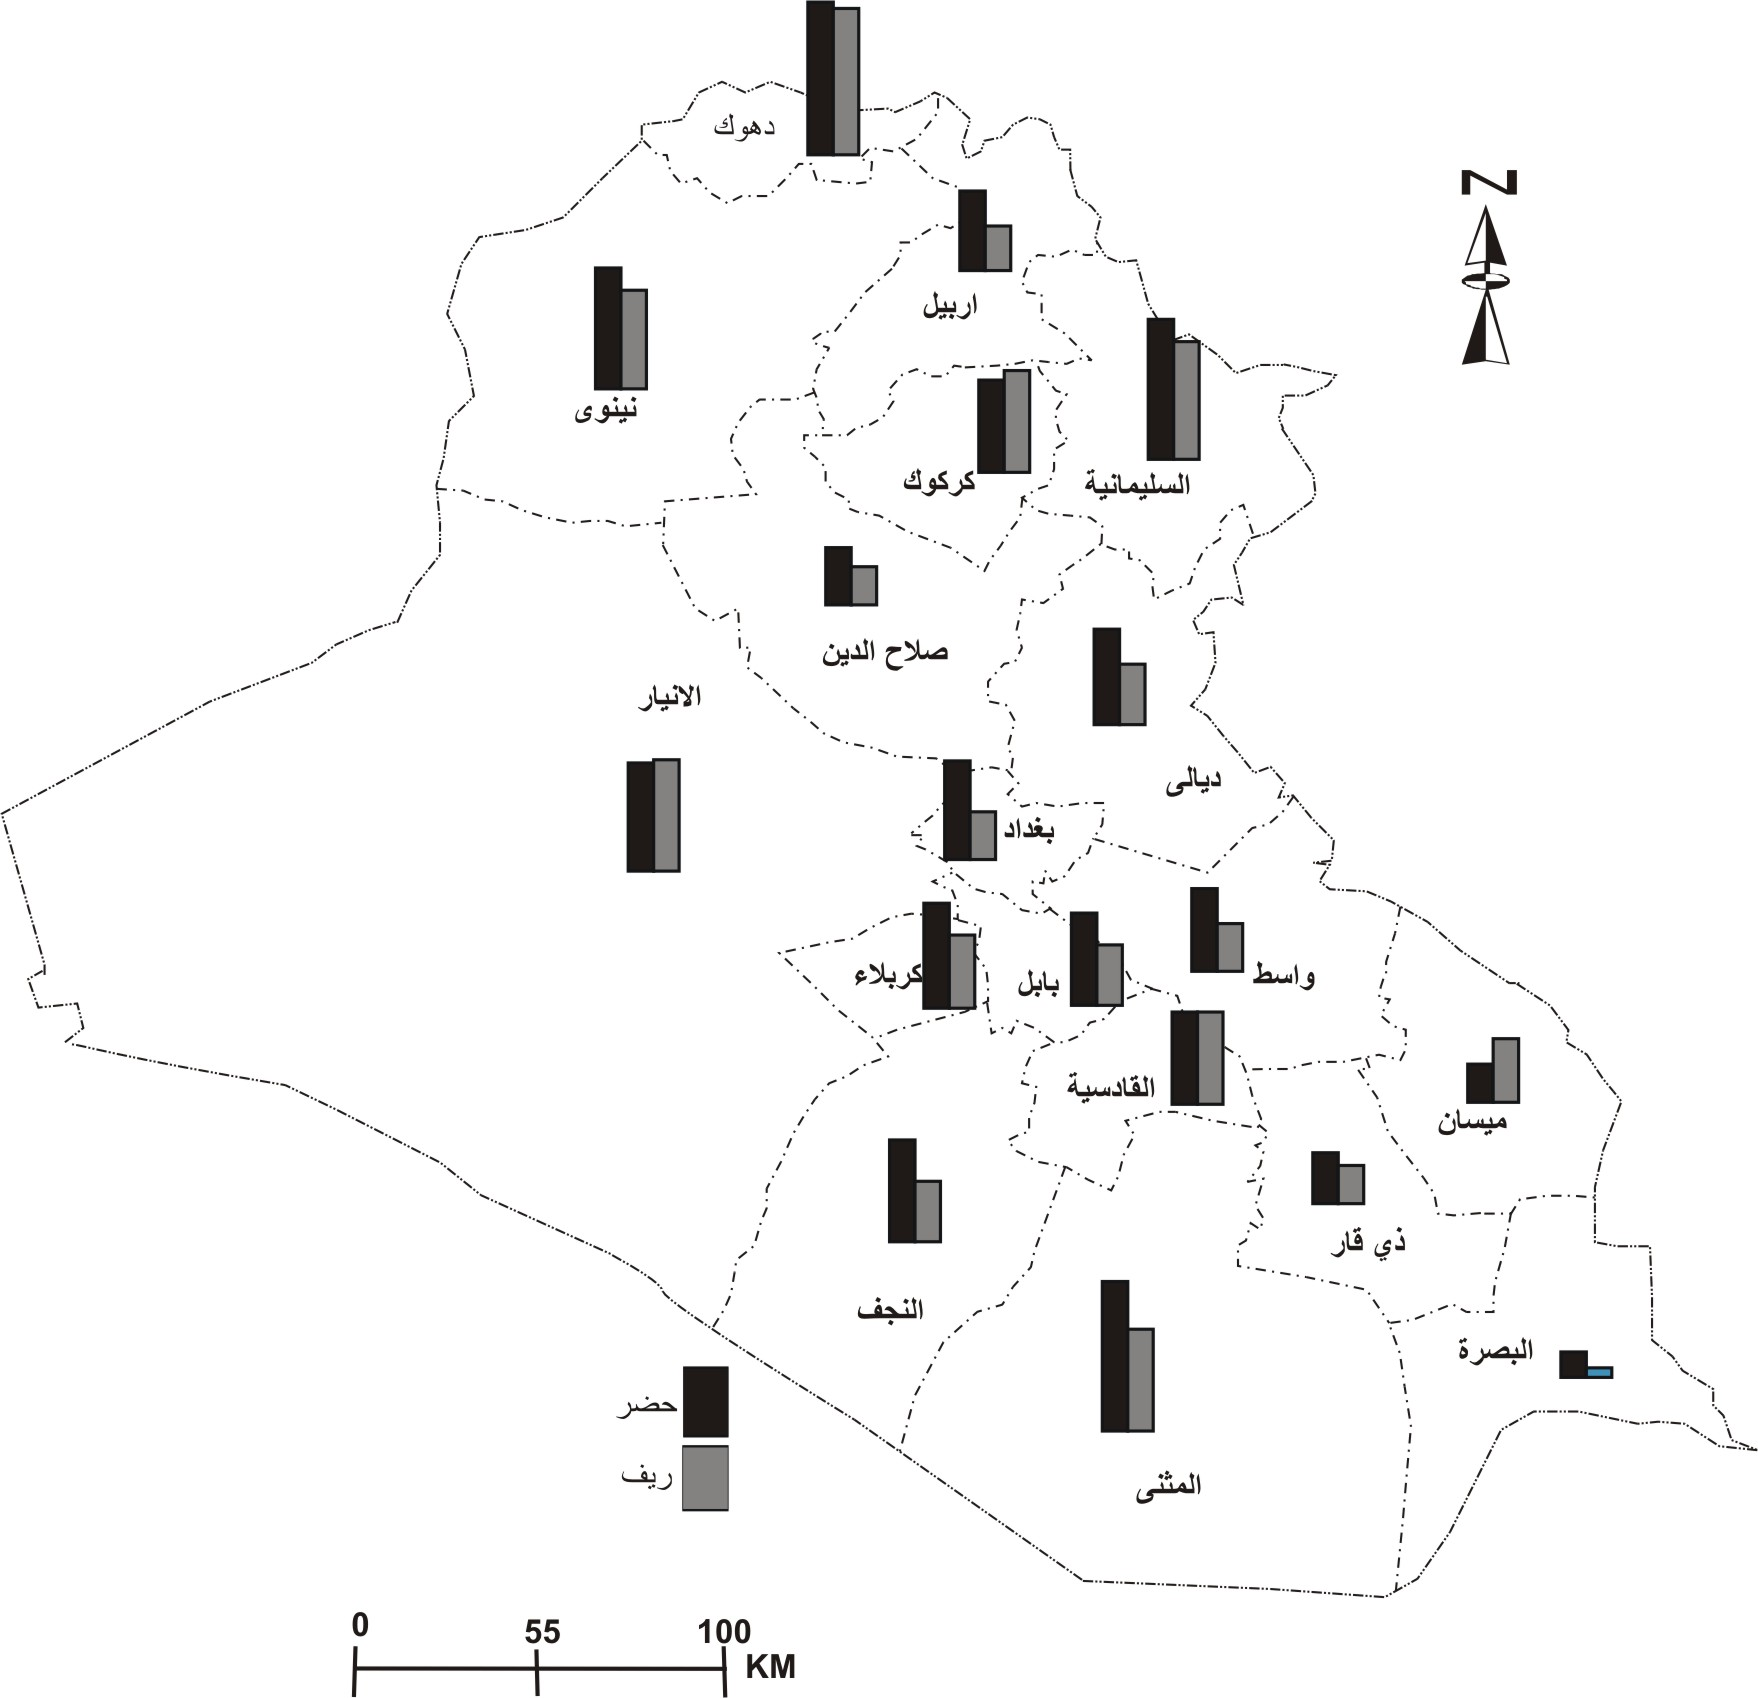 دهوك
N
اربيل
نينوى
كركوك
السليمانية
صلاح الدين
الانبار
ديالى
بغداد
كربلاء
بابل
واسط
القادسية
ميسان
ذي قار
النجف
البصرة
المثنى
حضر
ريف
0 55 100
KM